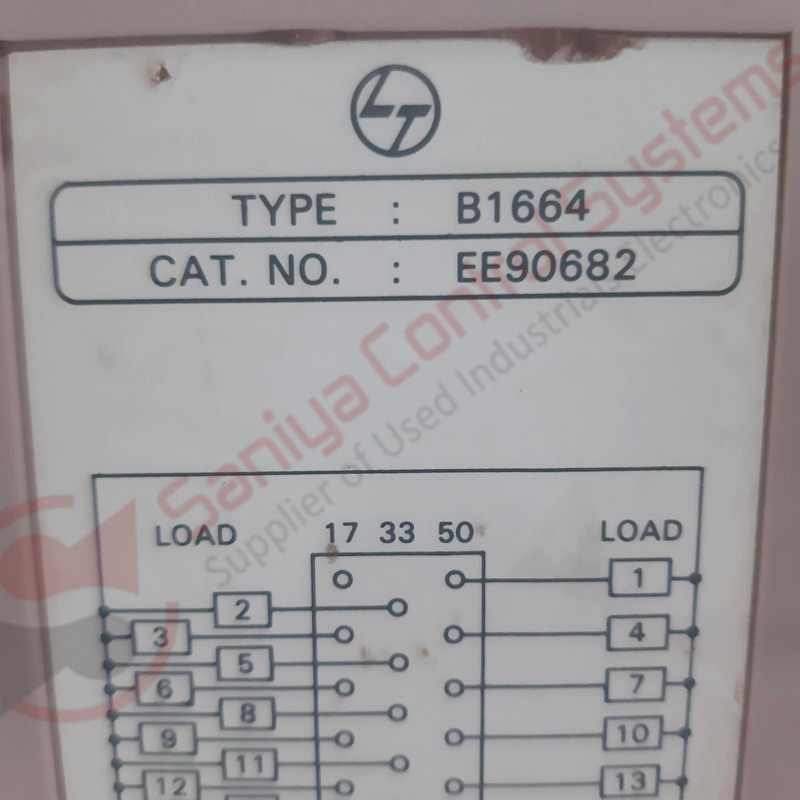 LT
TYPE : B1664
CAT. NO. : EE90682
Saniya Control Systems
Supplier of Used Industrials Electronics
LOAD 17 33 50 LOAD
1
2
3 4
5
6 7
8
9 10
11
12 13